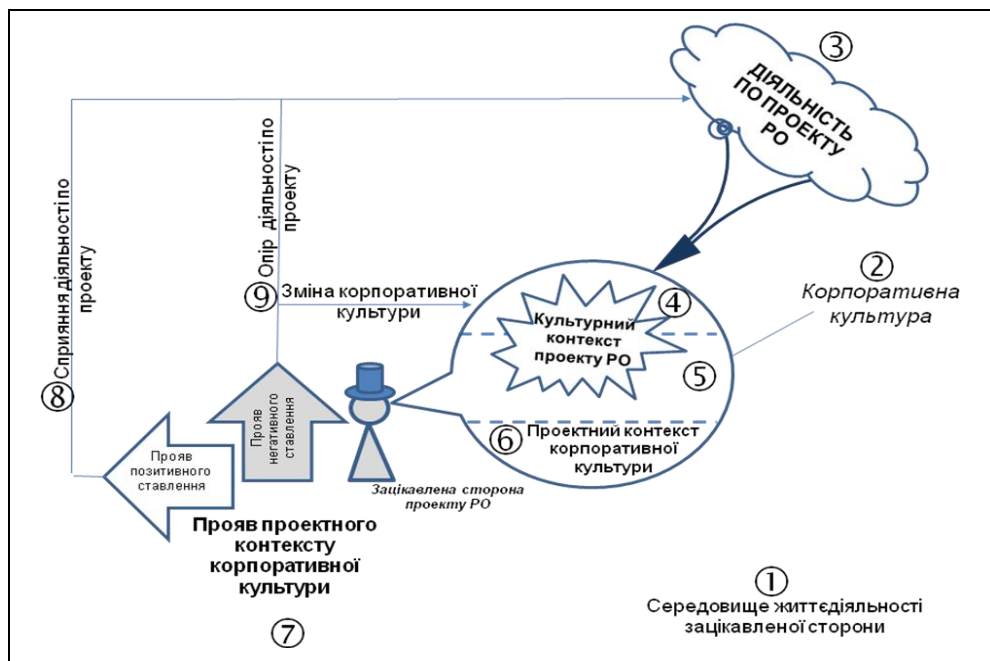 ③
ДІЯЛЬНІСТЬ
ПО ПРОЕКТУ
РО
②
Корпоративна
культура
Сприяння діяльності по
проекту
⑧
Опір діяльності по
проекту
⑨ Зміна корпоративної
культури
④
Культурний
контекст
проекту РО
⑤
⑥ Проектний контекст
корпоративної
культури
Прояв
позитивного
ставлення
Прояв
негативного
ставлення
Зацікавлена сторона
проекту РО
Прояв проектного
контексту
корпоративної
культури
⑦
①
Середовище життєдіяльності
зацікавленої сторони